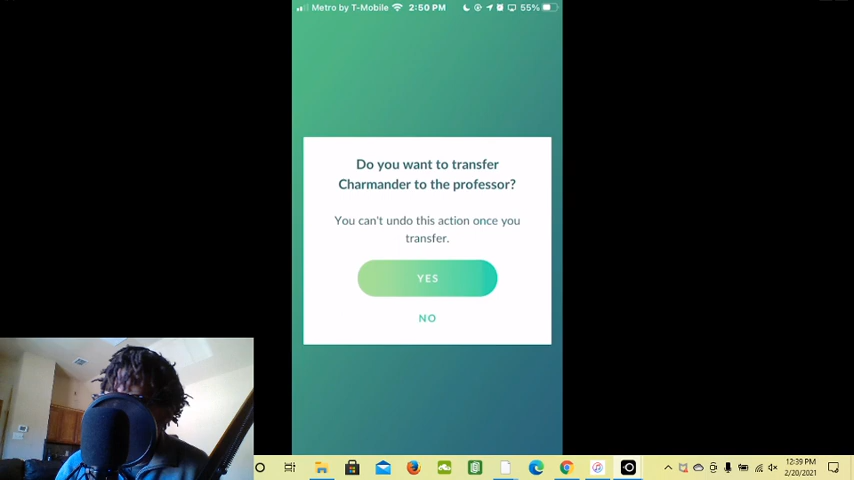 Metro by T-Mobile 2:50 PM 55%
Do you want to transfer
Charmander to the professor?
You can't undo this action once you
transfer.
YES
NO
12:39 PM
2/20/2021